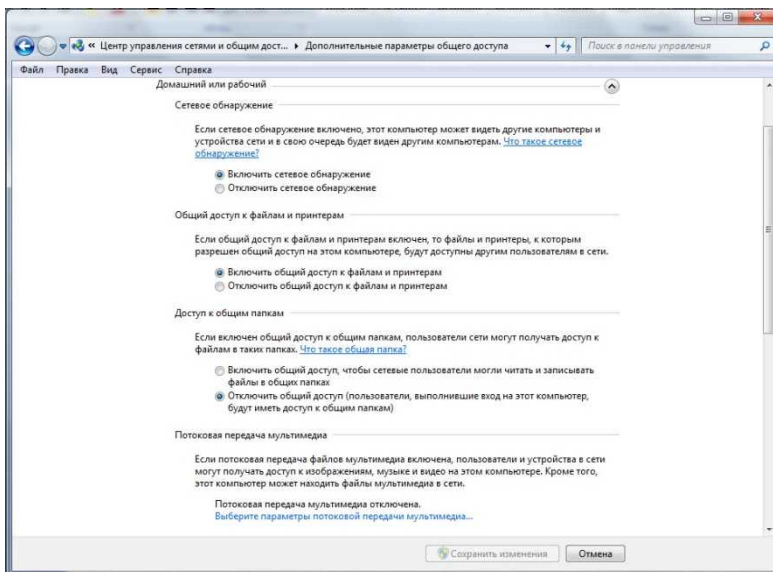 « Центр управления сетями и общим дост... ▸ Дополнительные параметры общего доступа
Поиск в панели управления
Файл Правка Вид Сервис Справка
Домашний или рабочий
Сетевое обнаружение
Если сетевое обнаружение включено, этот компьютер может видеть другие компьютеры и
устройства сети и в свою очередь будет виден другим компьютерам. Что такое сетевое
обнаружение?
Включить сетевое обнаружение
Отключить сетевое обнаружение
Общий доступ к файлам и принтерам
Если общий доступ к файлам и принтерам включен, то файлы и принтеры, к которым
разрешен общий доступ на этом компьютере, будут доступны другим пользователям в сети.
Включить общий доступ к файлам и принтерам
Отключить общий доступ к файлам и принтерам
Доступ к общим папкам
Если включен общий доступ к общим папкам, пользователи сети могут получать доступ к
файлам в таких папках. Что такое общая папка?
Включить общий доступ, чтобы сетевые пользователи могли читать и записывать
файлы в общих папках
Отключить общий доступ (пользователи, выполнившие вход на этот компьютер,
будут иметь доступ к общим папкам)
Потоковая передача мультимедиа
Если потоковая передача файлов мультимедиа включена, пользователи и устройства в сети
могут получать доступ к изображениям, музыке и видео на этом компьютере. Кроме того,
этот компьютер может находить файлы мультимедиа в сети.
Потоковая передача мультимедиа отключена.
Выберите параметры потоковой передачи мультимедиа...
Сохранить изменения
Отмена